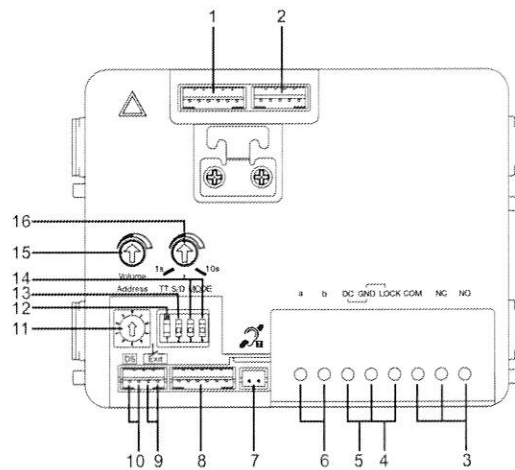 1
2
16
15
Volume
1s
10s
14
13
12
11
Address
TT S/D MODE
DS
Exit
T
a b DC GND LOCK COM NC NO
10
9
8
7
6
5
4
3